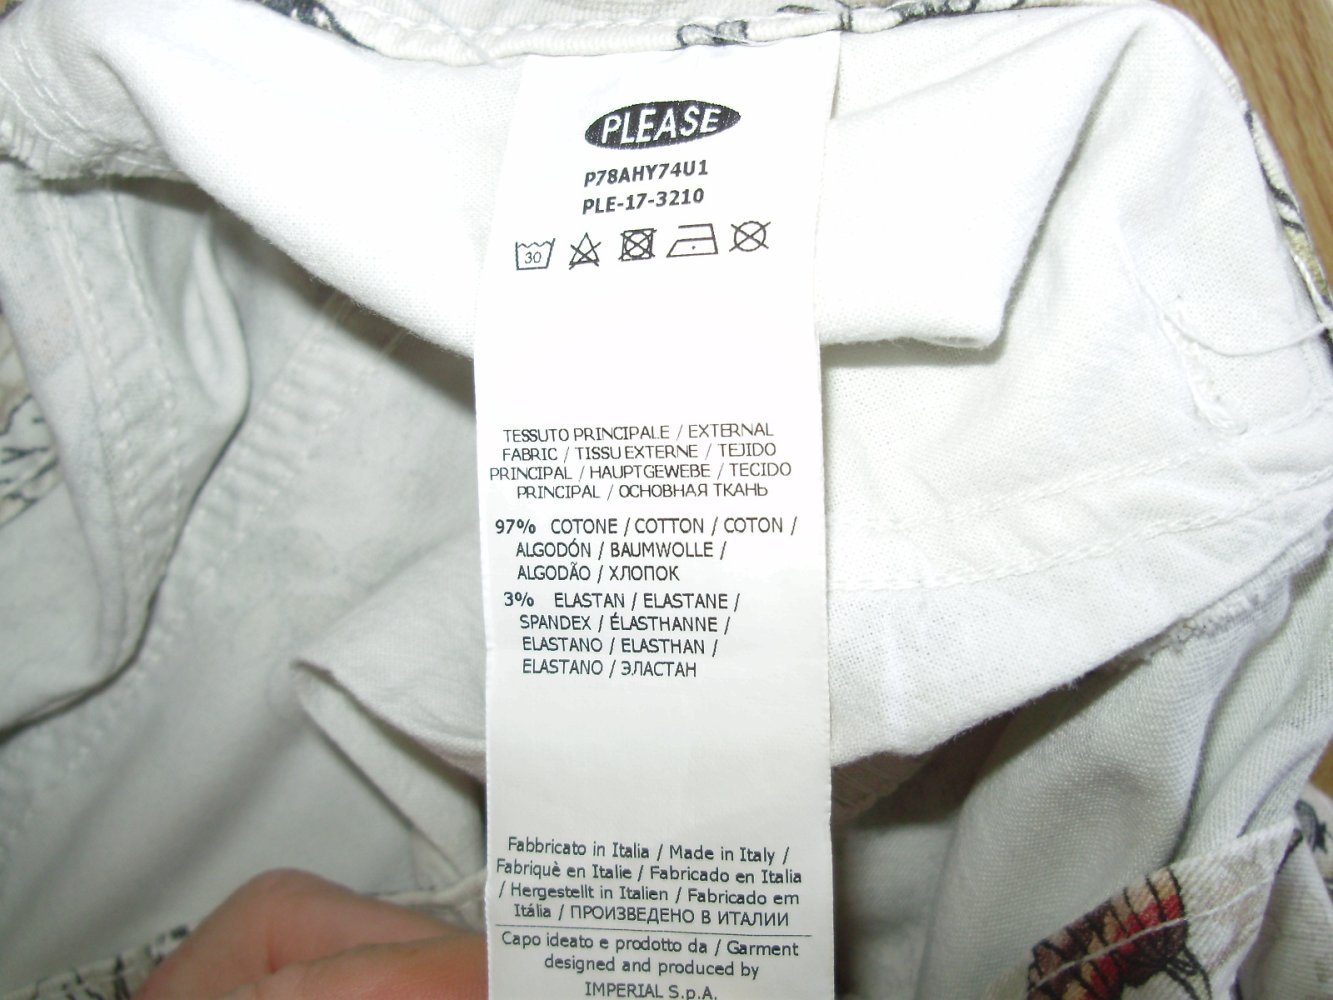 PLEASE
P78AHY74U1
PLE-17-3210
30
TESSUTO PRINCIPALE / EXTERNAL
FABRIC / TISSU EXTERNE / TEJIDO
PRINCIPAL / HAUPTGEWEBE / TECIDO
PRINCIPAL / ОСНОВНАЯ ТКАНЬ
97% COTONE / COTTON / COTON /
ALGODÓN / BAUMWOLLE /
ALGODÃO / ХЛОПОК
3% ELASTAN / ELASTANE /
SPANDEX / ÉLASTHANNE /
ELASTANO / ELASTHAN /
ELASTANO / ЭЛАСТАН
Fabbricato in Italia / Made in Italy /
Fabriquè en Italie / Fabricado en Italia
/ Hergestellt in Italien / Fabricado em
Itália / ПРОИЗВЕДЕНО В ИТАЛИИ
Capo ideato e prodotto da / Garment
designed and produced by
IMPERIAL S.p.A.